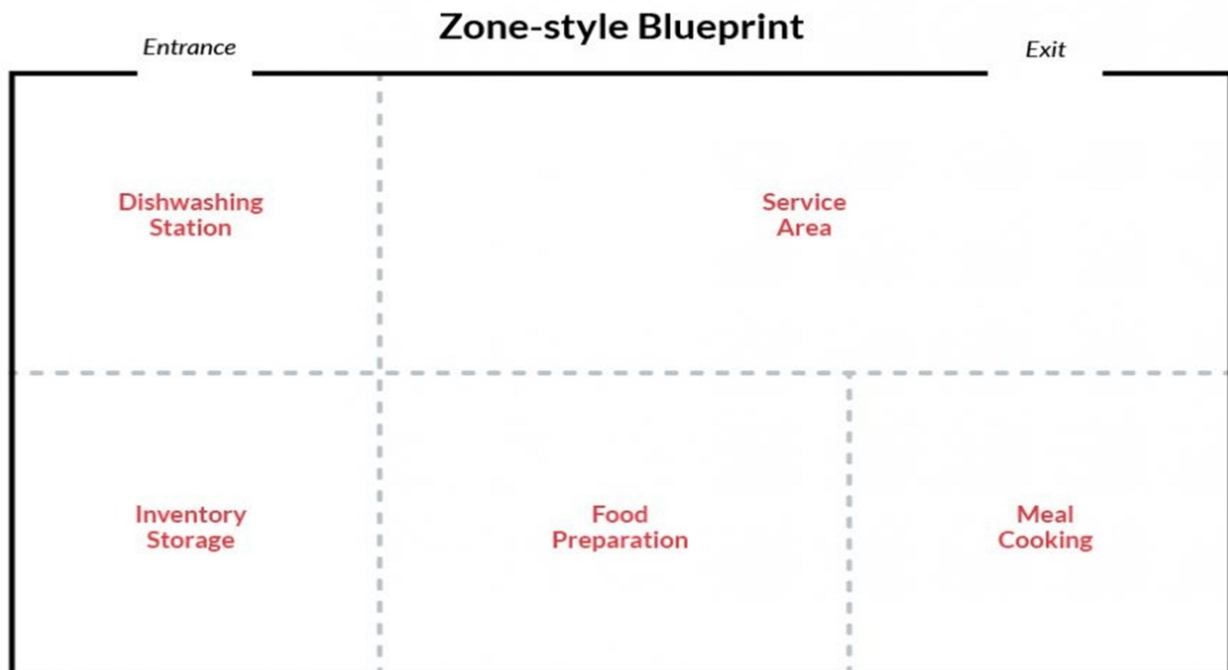 Zone-style Blueprint
Entrance
Exit
Dishwashing
Station
Service
Area
Inventory
Storage
Food
Preparation
Meal
Cooking